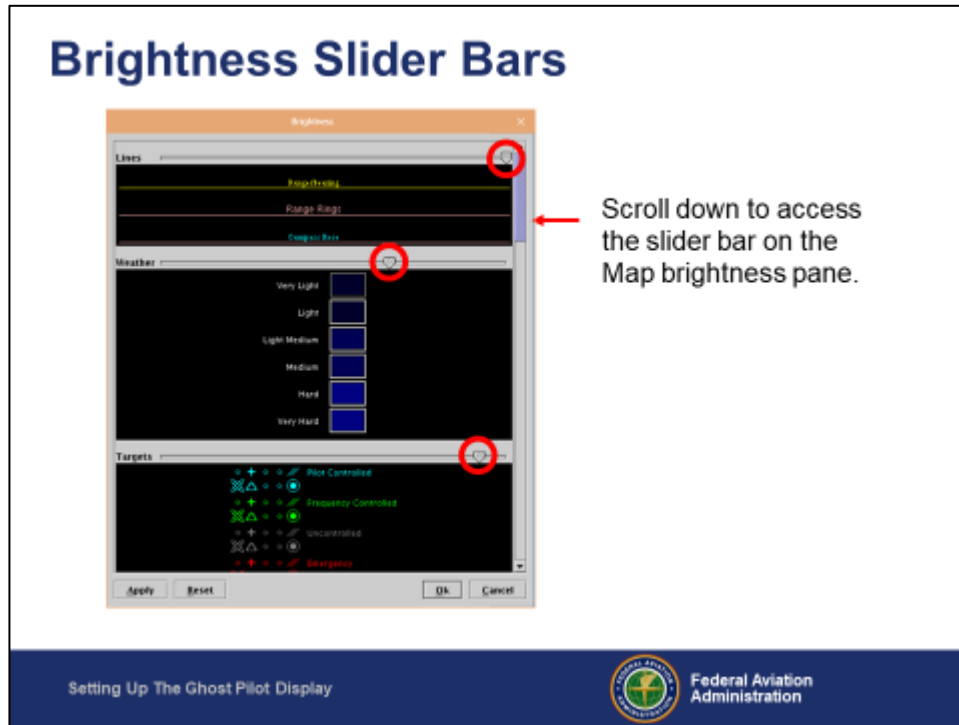 Brightness Slider Bars
Brightness
Lines
Range/Bearing
Range Rings
Compass Rose
Weather
Very Light
Light
Light Medium
Medium
Hard
Very Hard
Targets
Pilot Controlled
Frequency Controlled
Uncontrolled
Emergency
Apply
Reset
Ok
Cancel
Scroll down to access
the slider bar on the
Map brightness pane.
Setting Up The Ghost Pilot Display
Federal Aviation
Administration